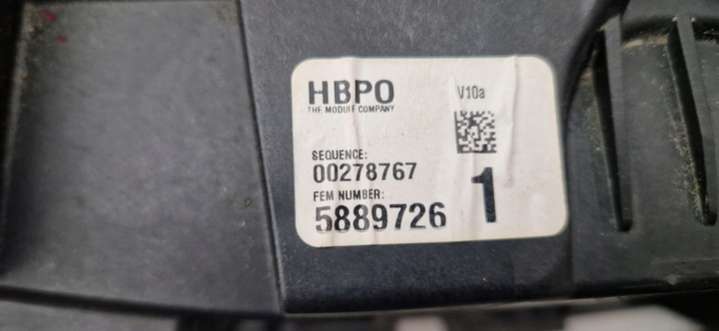 HBPO
THE MODULE COMPANY
V10a
SEQUENCE:
00278767
FEM NUMBER:
5889726
1